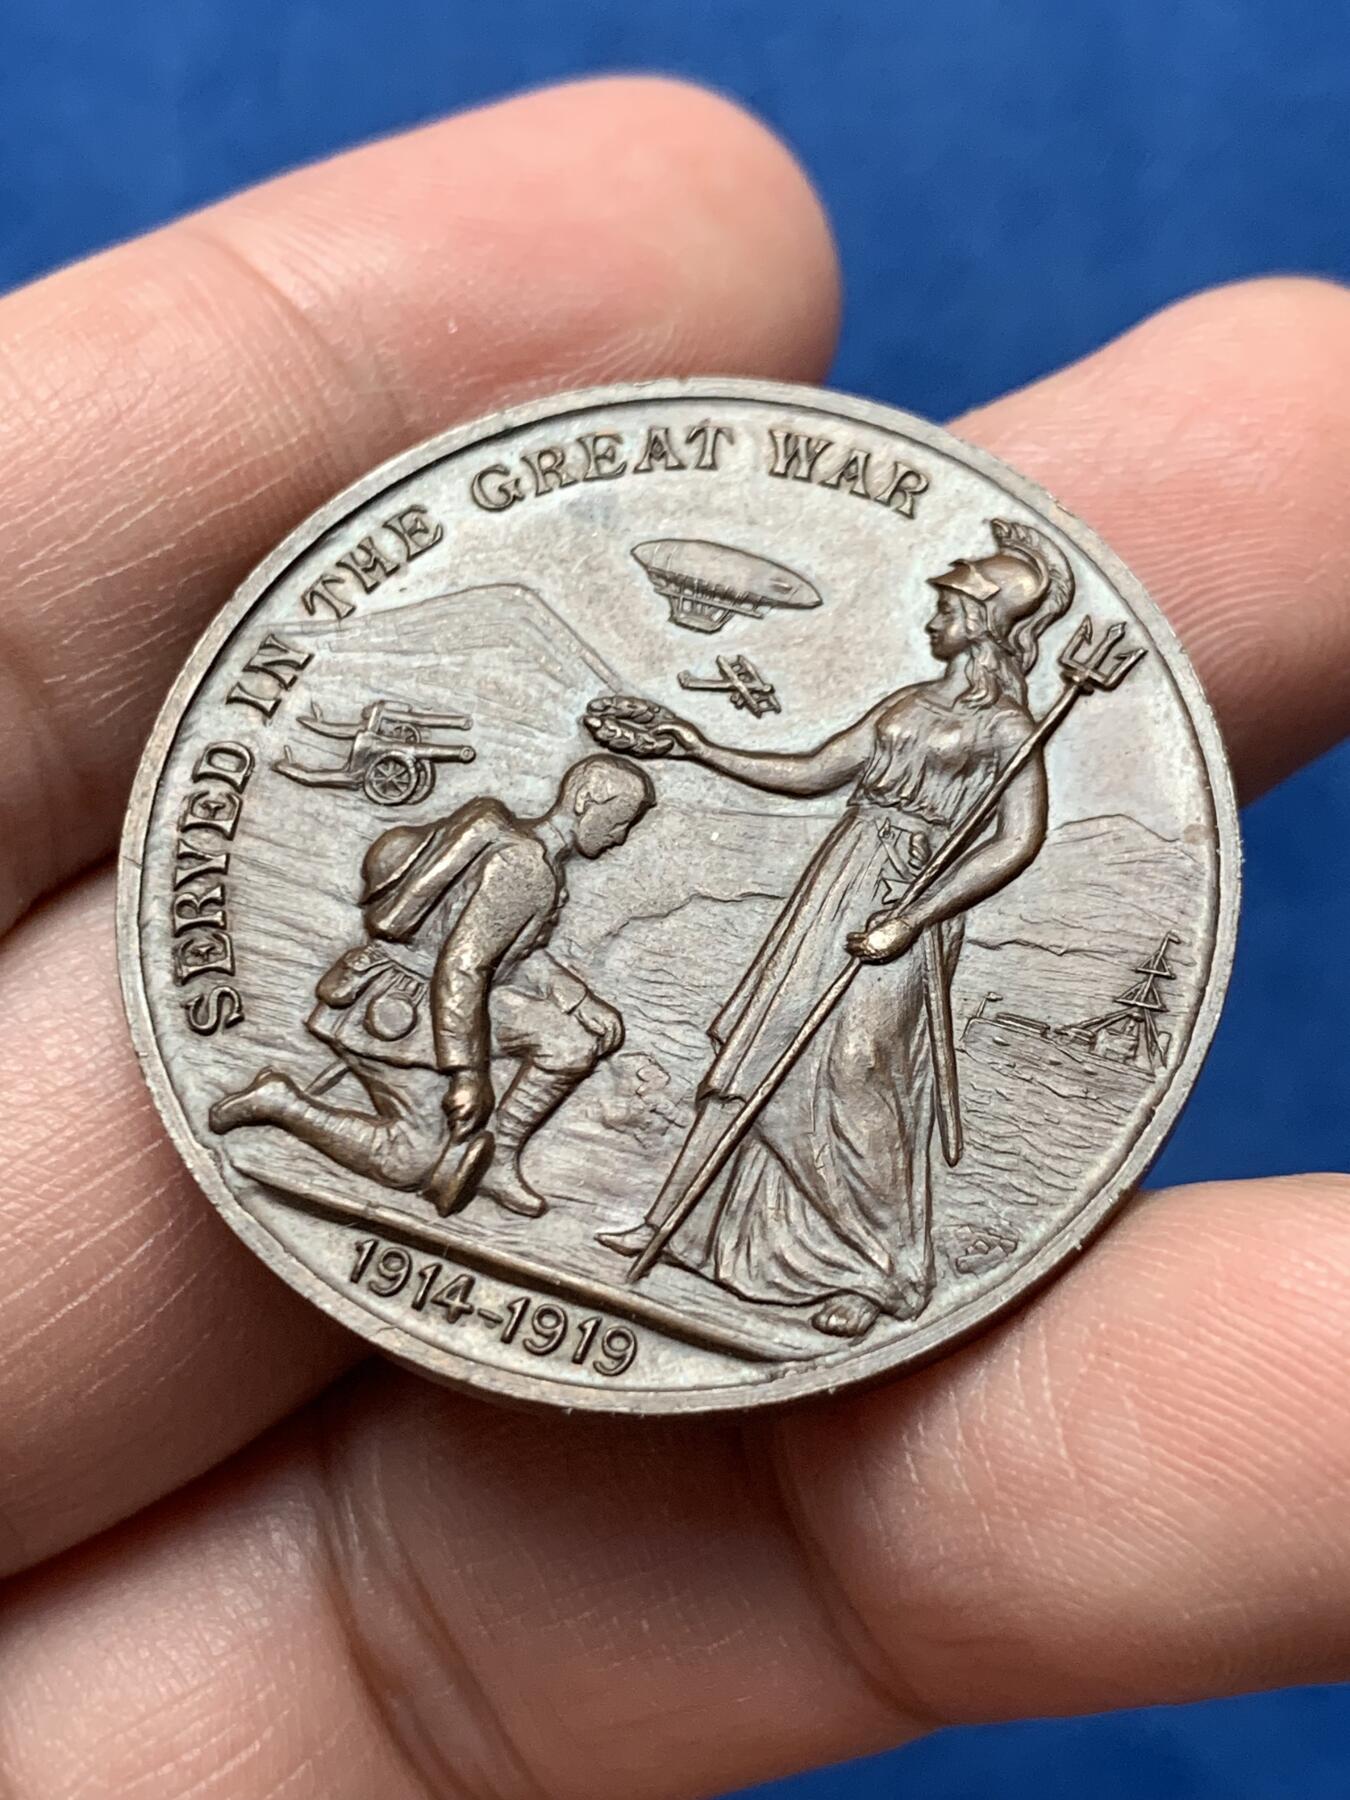 SERVED IN THE GREAT WAR
1914-1919